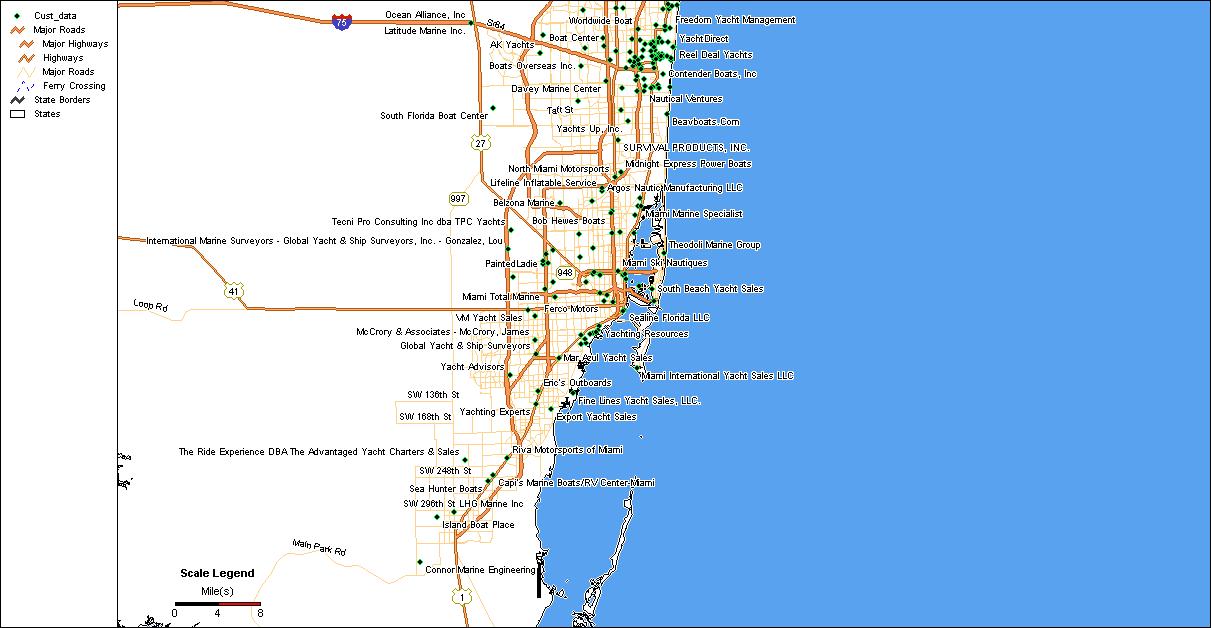 Cust_data
Major Roads
Major Highways
Highways
Major Roads
Ferry Crossing
State Borders
States
Ocean Alliance, Inc
75
Latitude Marine Inc.
Sr84
Worldwide Boat
Freedom Yacht Management
Boat Center
YachtDirect
AK Yachts
Reel Deal Yachts
Boats Overseas Inc.
Contender Boats, Inc
Davey Marine Center
Nautical Ventures
Taft St
South Florida Boat Center
Beavboats.Com
Yachts Up, Inc.
27
SURVIVAL PRODUCTS, INC.
Midnight Express Power Boats
North Miami Motorsports
Lifeline Inflatable Service
Argos Nautic Manufacturing LLC
997
Belzona Marine
Miami Marine Specialist
Tecni Pro Consulting Inc dba TPC Yachts
Bob Hewes Boats
International Marine Surveyors - Global Yacht & Ship Surveyors, Inc. - Gonzalez, Lou
Theodoli Marine Group
PaintedLadie
Miami Ski Nautiques
948
41
South Beach Yacht Sales
Miami Total Marine
Loop Rd
Ferco Motors
VM Yacht Sales
Sealine Florida LLC
McCrory & Associates - McCrory, James
Yachting Resources
Global Yacht & Ship Surveyors
Mar Azul Yacht Sales
Yacht Advisors
Miami International Yacht Sales LLC
Eric's Outboards
SW 136th St
Fine Lines Yacht Sales, LLC.
SW 168th St
Yachting Experts
Export Yacht Sales
The Ride Experience DBA The Advantaged Yacht Charters & Sales
Riva Motorsports of Miami
SW 248th St
Capi's Marine Boats/RV Center-Miami
Sea Hunter Boats
SW 296th St
LHG Marine Inc
Island Boat Place
Main Park Rd
Connor Marine Engineering
Scale Legend
Mile(s)
0 4 8
1